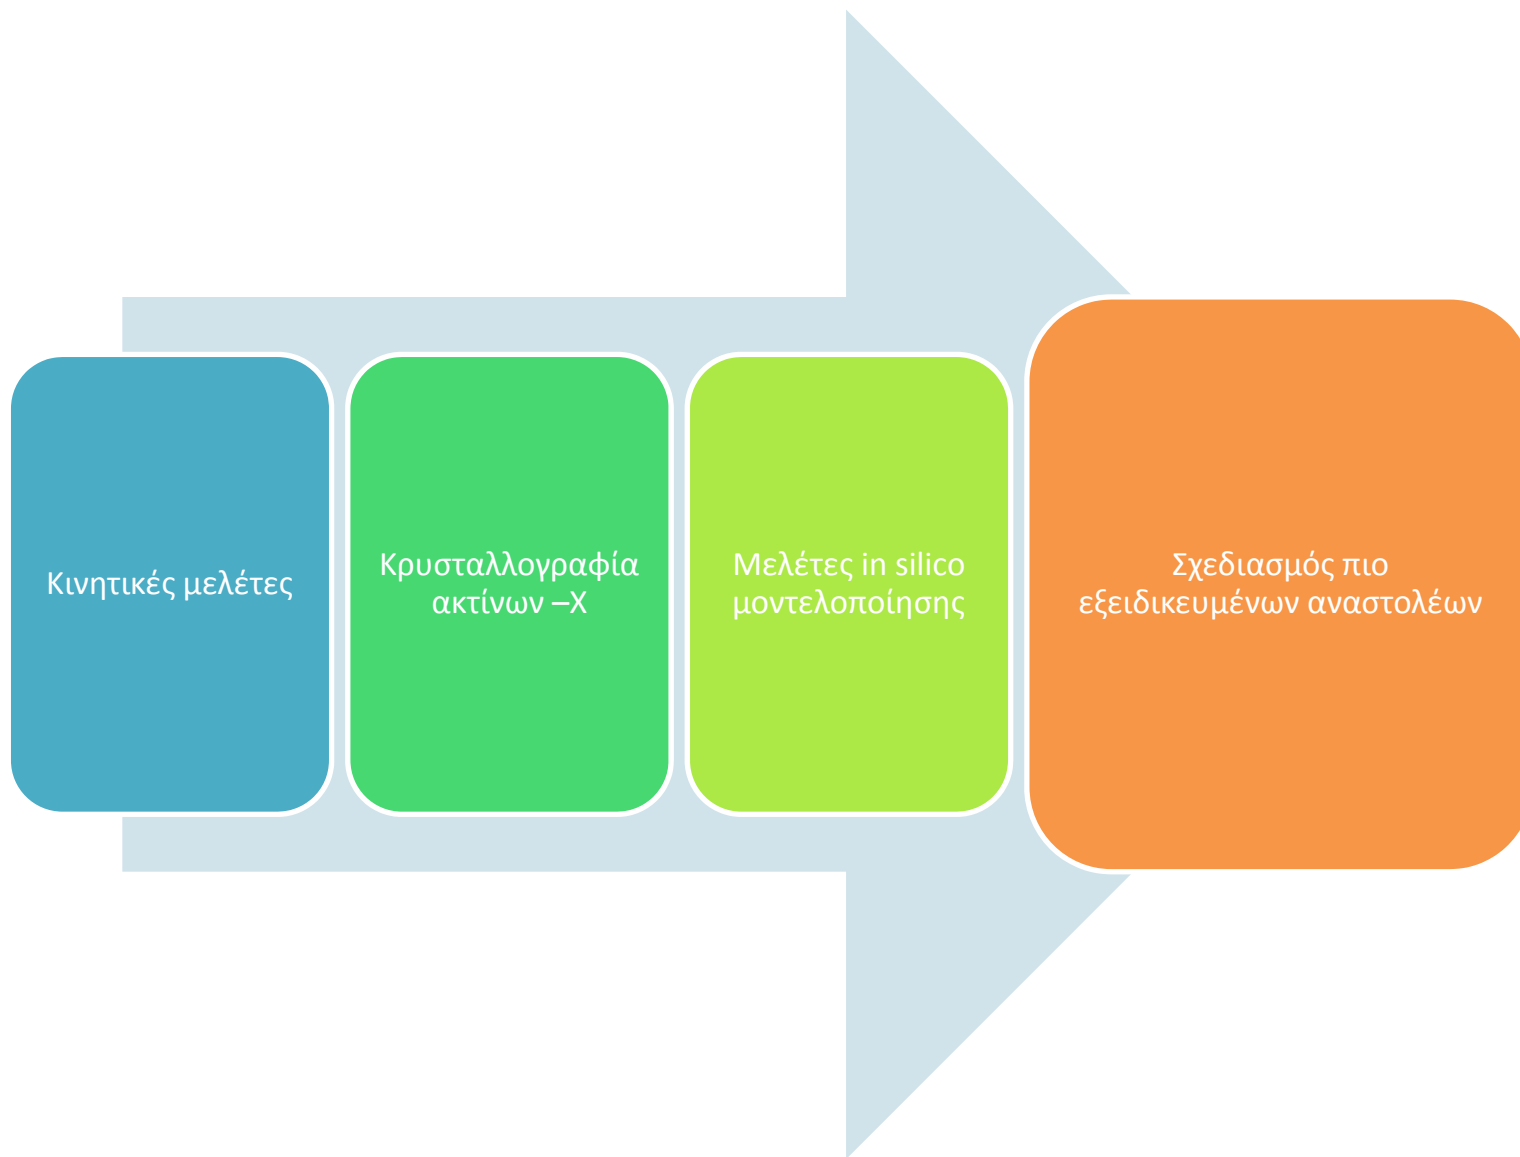 Κινητικές μελέτες
Κρυσταλλογραφία
ακτίνων –Χ
Μελέτες in silico
μοντελοποίησης
Σχεδιασμός πιο
εξειδικευμένων αναστολέων